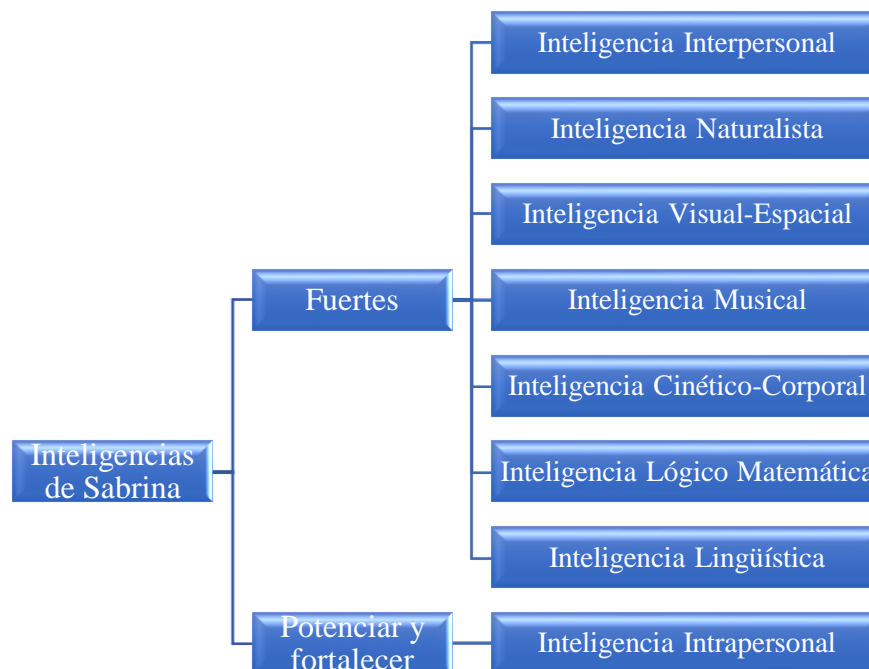 Inteligencias
de Sabrina
Fuertes
Inteligencia Interpersonal
Inteligencia Naturalista
Inteligencia Visual-Espacial
Inteligencia Musical
Inteligencia Cinético-Corporal
Inteligencia Lógico Matemática
Inteligencia Lingüística
Potenciar y
fortalecer
Inteligencia Intrapersonal